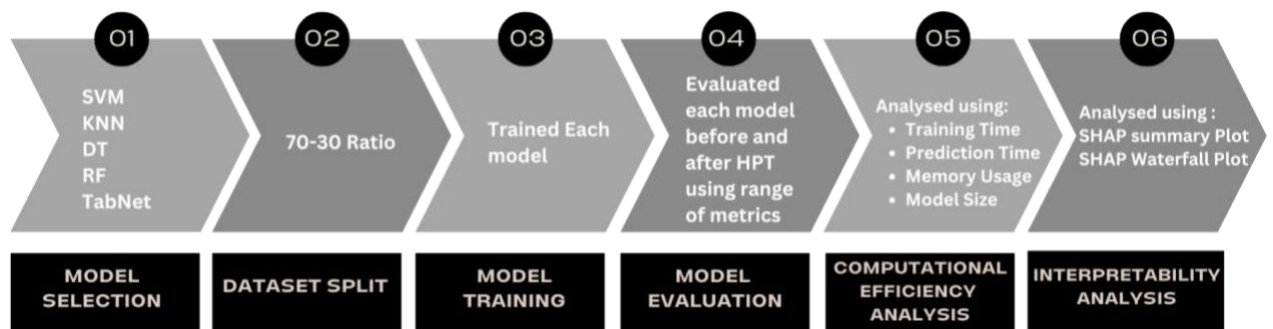 01
SVM
KNN
DT
RF
TabNet
MODEL
SELECTION
02
70-30 Ratio
DATASET SPLIT
03
Trained Each
model
MODEL
TRAINING
04
Evaluated
each model
before and
after HPT
using range
of metrics
MODEL
EVALUATION
05
Analysed using:
• Training Time
• Prediction Time
• Memory Usage
• Model Size
COMPUTATIONAL
EFFICIENCY
ANALYSIS
06
Analysed using :
SHAP summary Plot
SHAP Waterfall Plot
INTERPRETABILITY
ANALYSIS